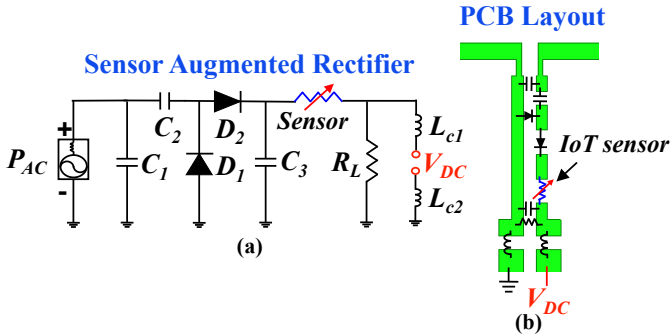 PCB Layout
Sensor Augmented Rectifier
+
P_AC
-
C_1
C_2
D_2
D_1
C_3
Sensor
R_L
L_c1
V_DC
L_c2
IoT sensor
V_DC
(a)
(b)